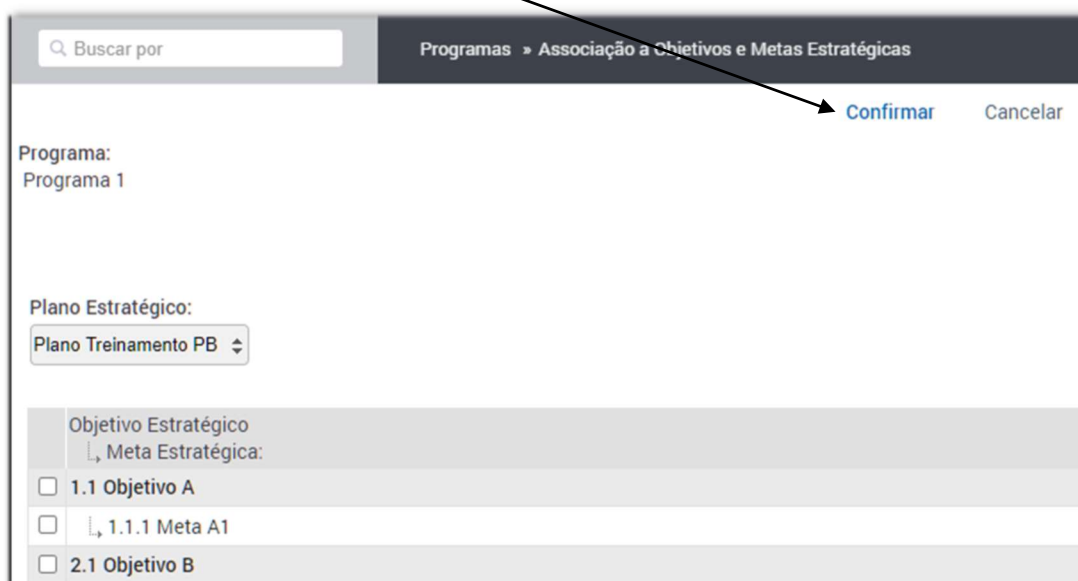 Buscar por
Programas » Associação a Objetivos e Metas Estratégicas
Confirmar Cancelar
Programa:
Programa 1
Plano Estratégico:
Plano Treinamento PB
Objetivo Estratégico
Meta Estratégica:
1.1 Objetivo A
1.1.1 Meta A1
2.1 Objetivo B